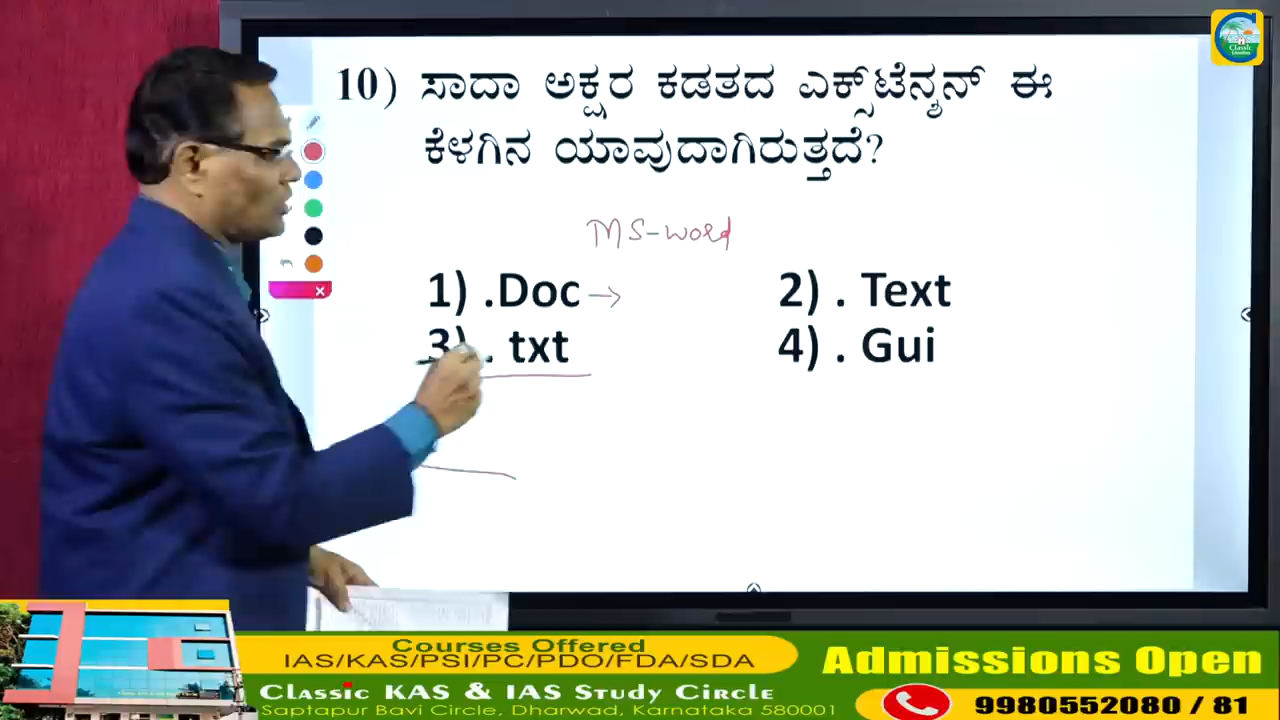 10) ಸಾದಾ ಅಕ್ಷರ ಕಡತದ ಎಕ್ಸ್‌ಟೆನ್ಶನ್ ಈ
ಕೆಳಗಿನ ಯಾವುದಾಗಿರುತ್ತದೆ?
MS-word
1) .Doc →
2) . Text
3) . txt
4) . Gui
Classic
Courses Offered
IAS/KAS/PSI/PC/PDO/FDA/SDA
Classic KAS & IAS Study Circle
Saptapur Bavi Circle, Dharwad, Karnataka 580001
Admissions Open
9980552080 / 81